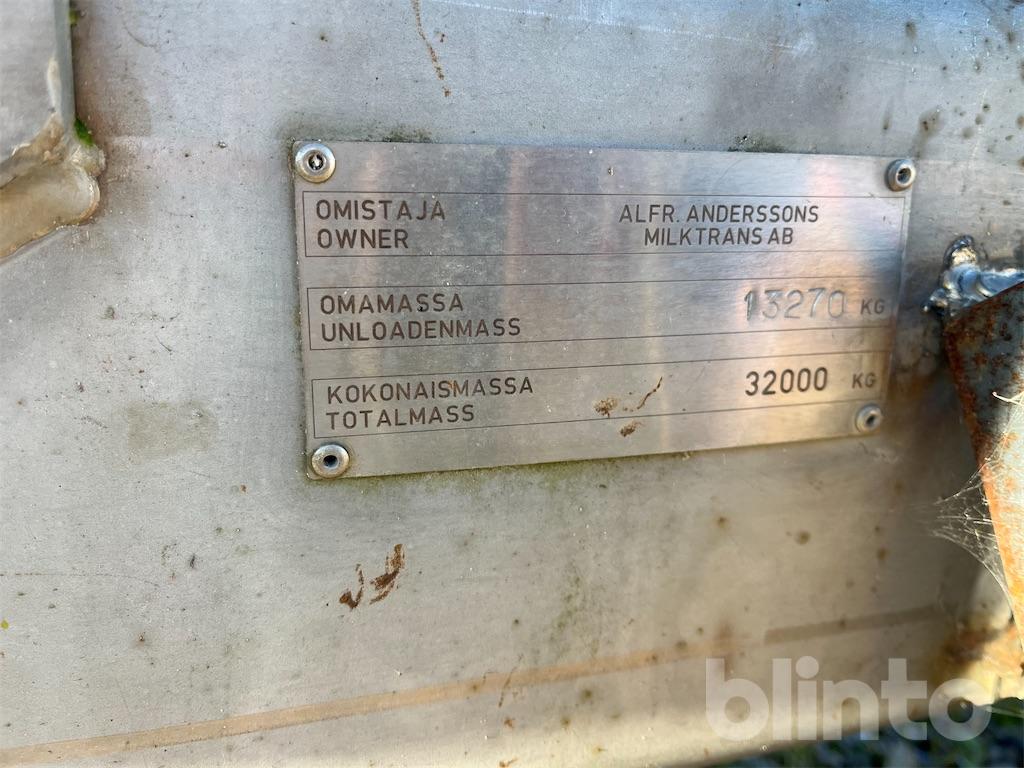 OMISTAJA ALFR. ANDERSSONS
OWNER MILKTRANS AB
OMAMASSA 13270 KG
UNLOADENMASS
KOKONAISMASSA 32000 KG
TOTALMASS
blinto